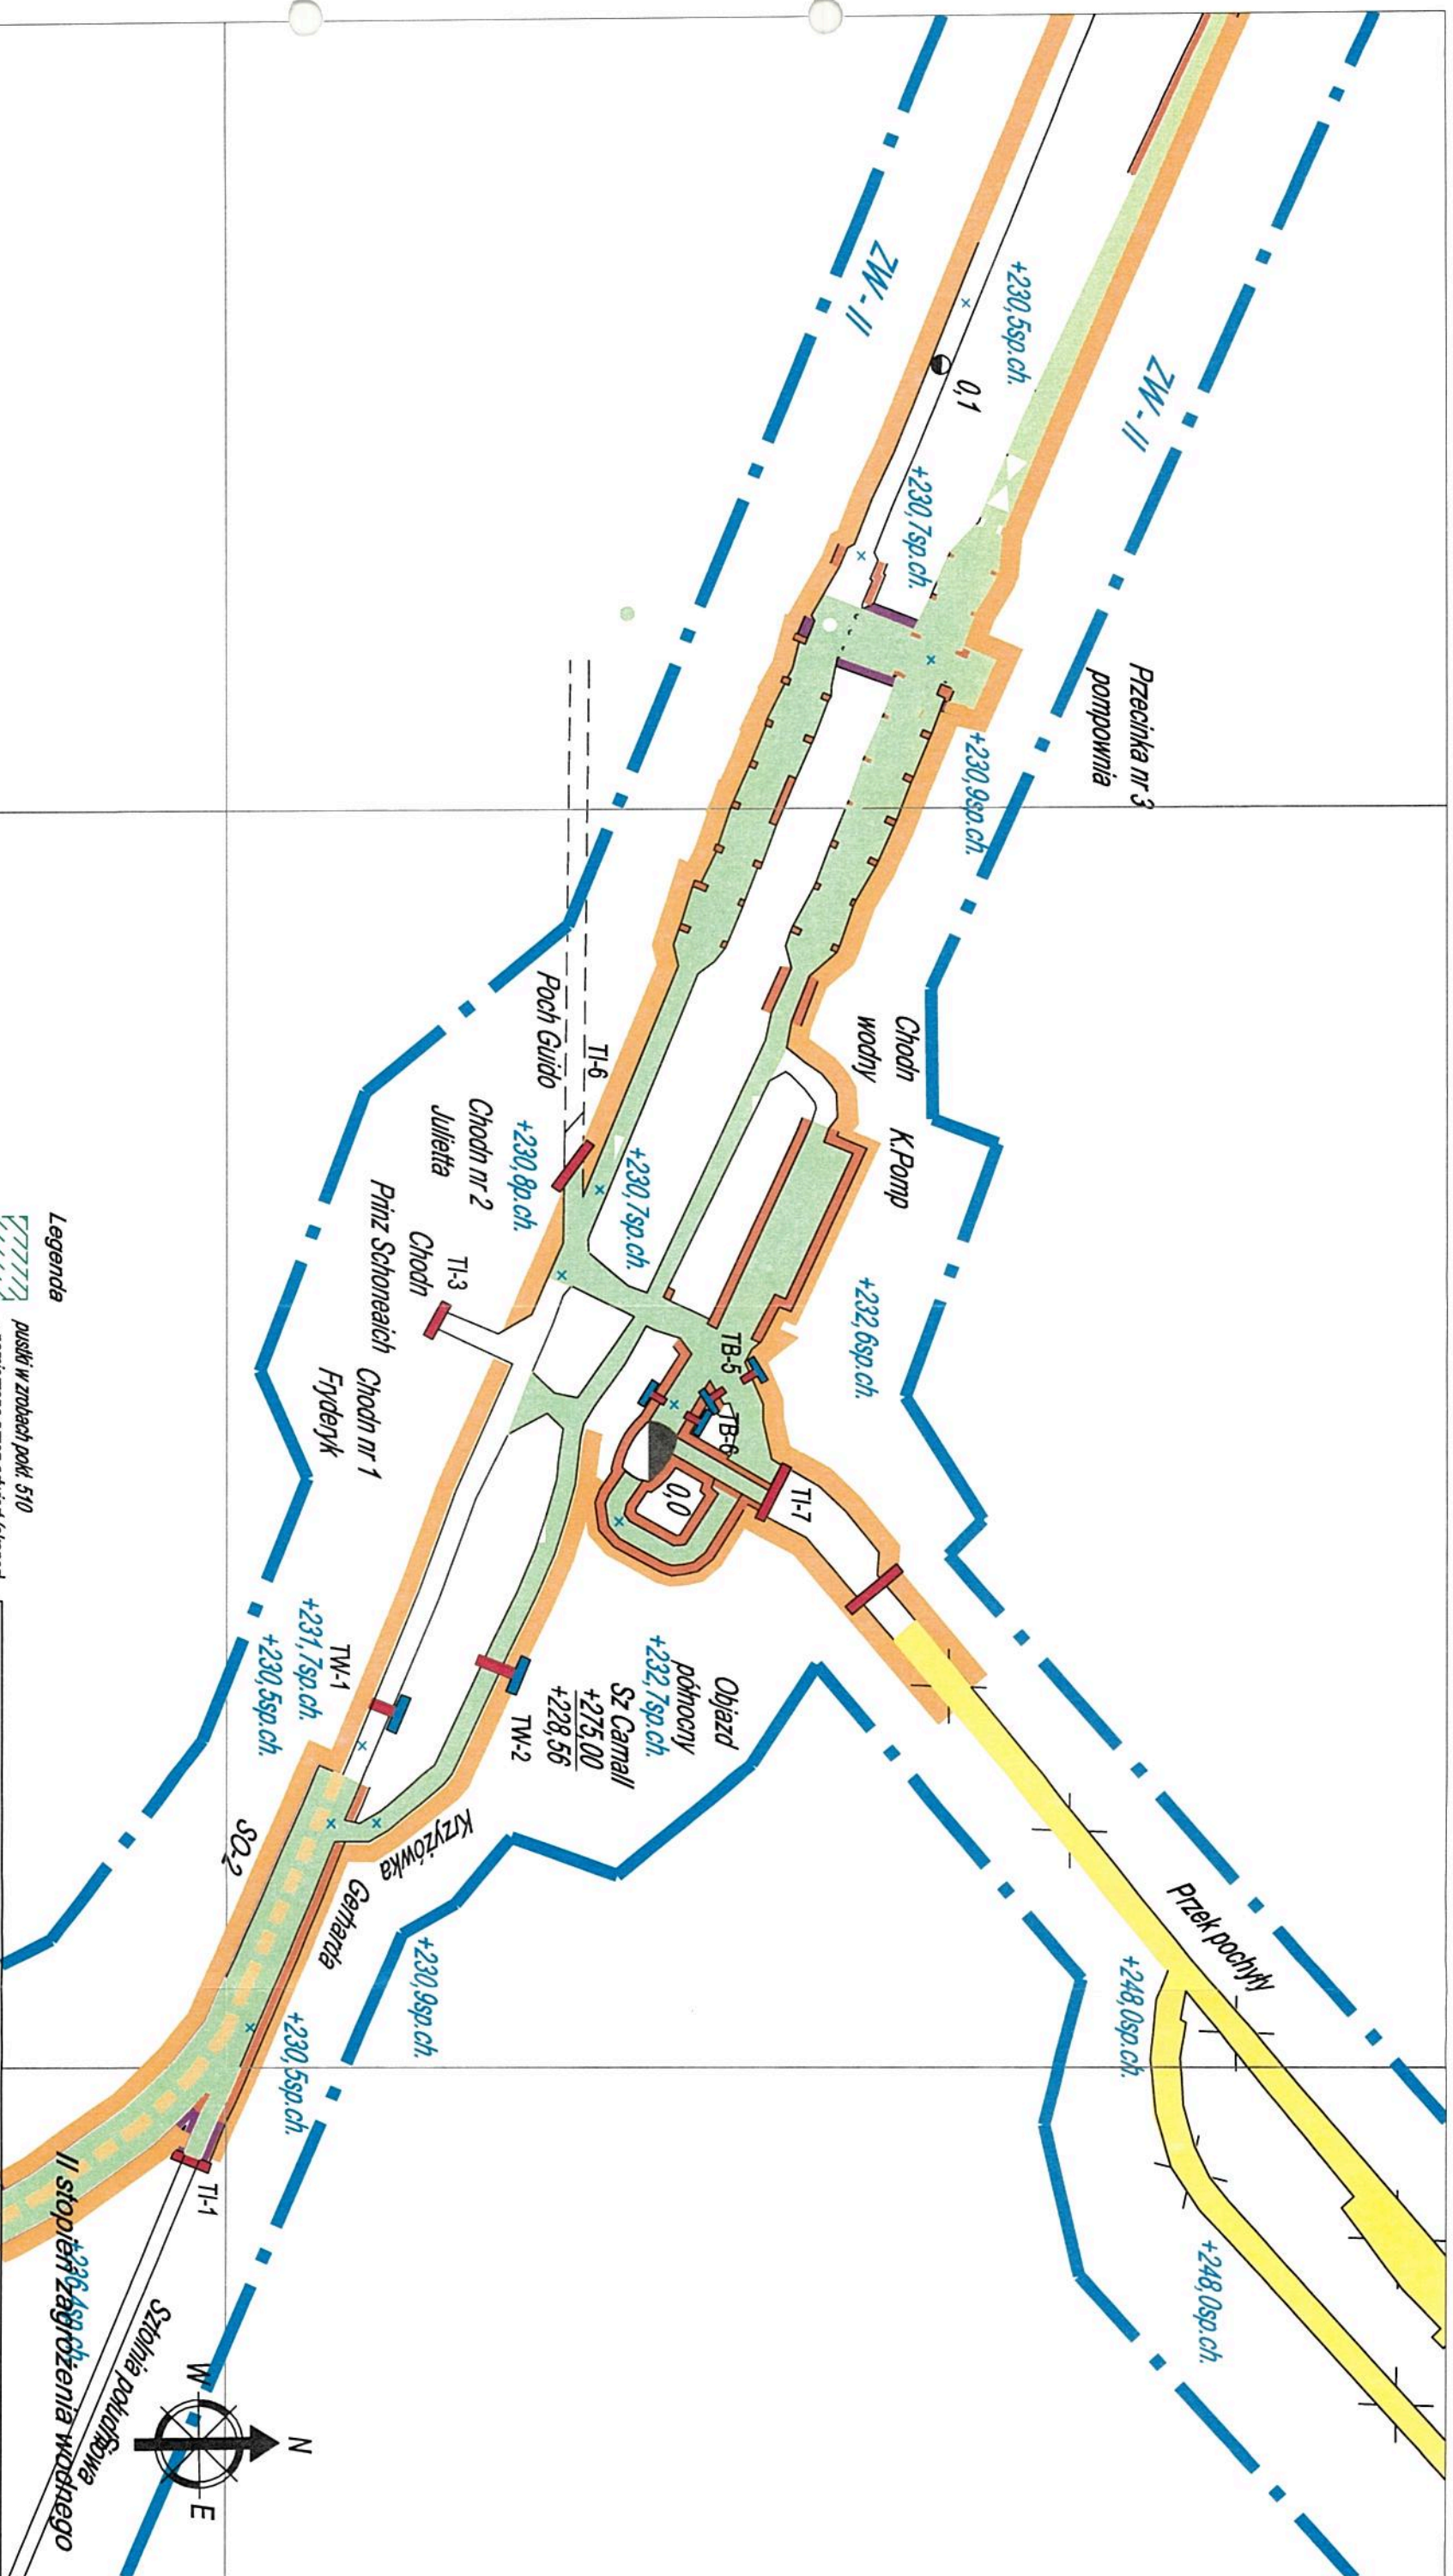 ZW - II
ZW - II
+230,5sp.ch.
0,1
+230,7sp.ch.
Przecinka nr 3
pompownia
+230,9sp.ch.
Chodn
wodny
K.Pomp
+232,6sp.ch.
TI-6
Poch Guido
Chodn nr 2
Julietta
+230,8p.ch.
+230,7sp.ch.
TI-3
Chodn
Prinz Schoneaich
Chodn nr 1
Fryderyk
TB-5
TB-6
TI-7
0,0
Objazd
północny
+232,7sp.ch.
Sz Carnall
+275,00
+228,56
TW-2
TW-1
+231,7sp.ch.
+230,5sp.ch.
SO-2
Krzyżówka
Gerharda
+230,9sp.ch.
+230,5sp.ch.
Przek pochyły
+248,0sp.ch.
+248,0sp.ch.
TI-1
Sztolnia południowa
+236,4sp.ch.
II stopień zagrożenia wodnego
N
W
E
Legenda
pustki w zrobach pokł. 510